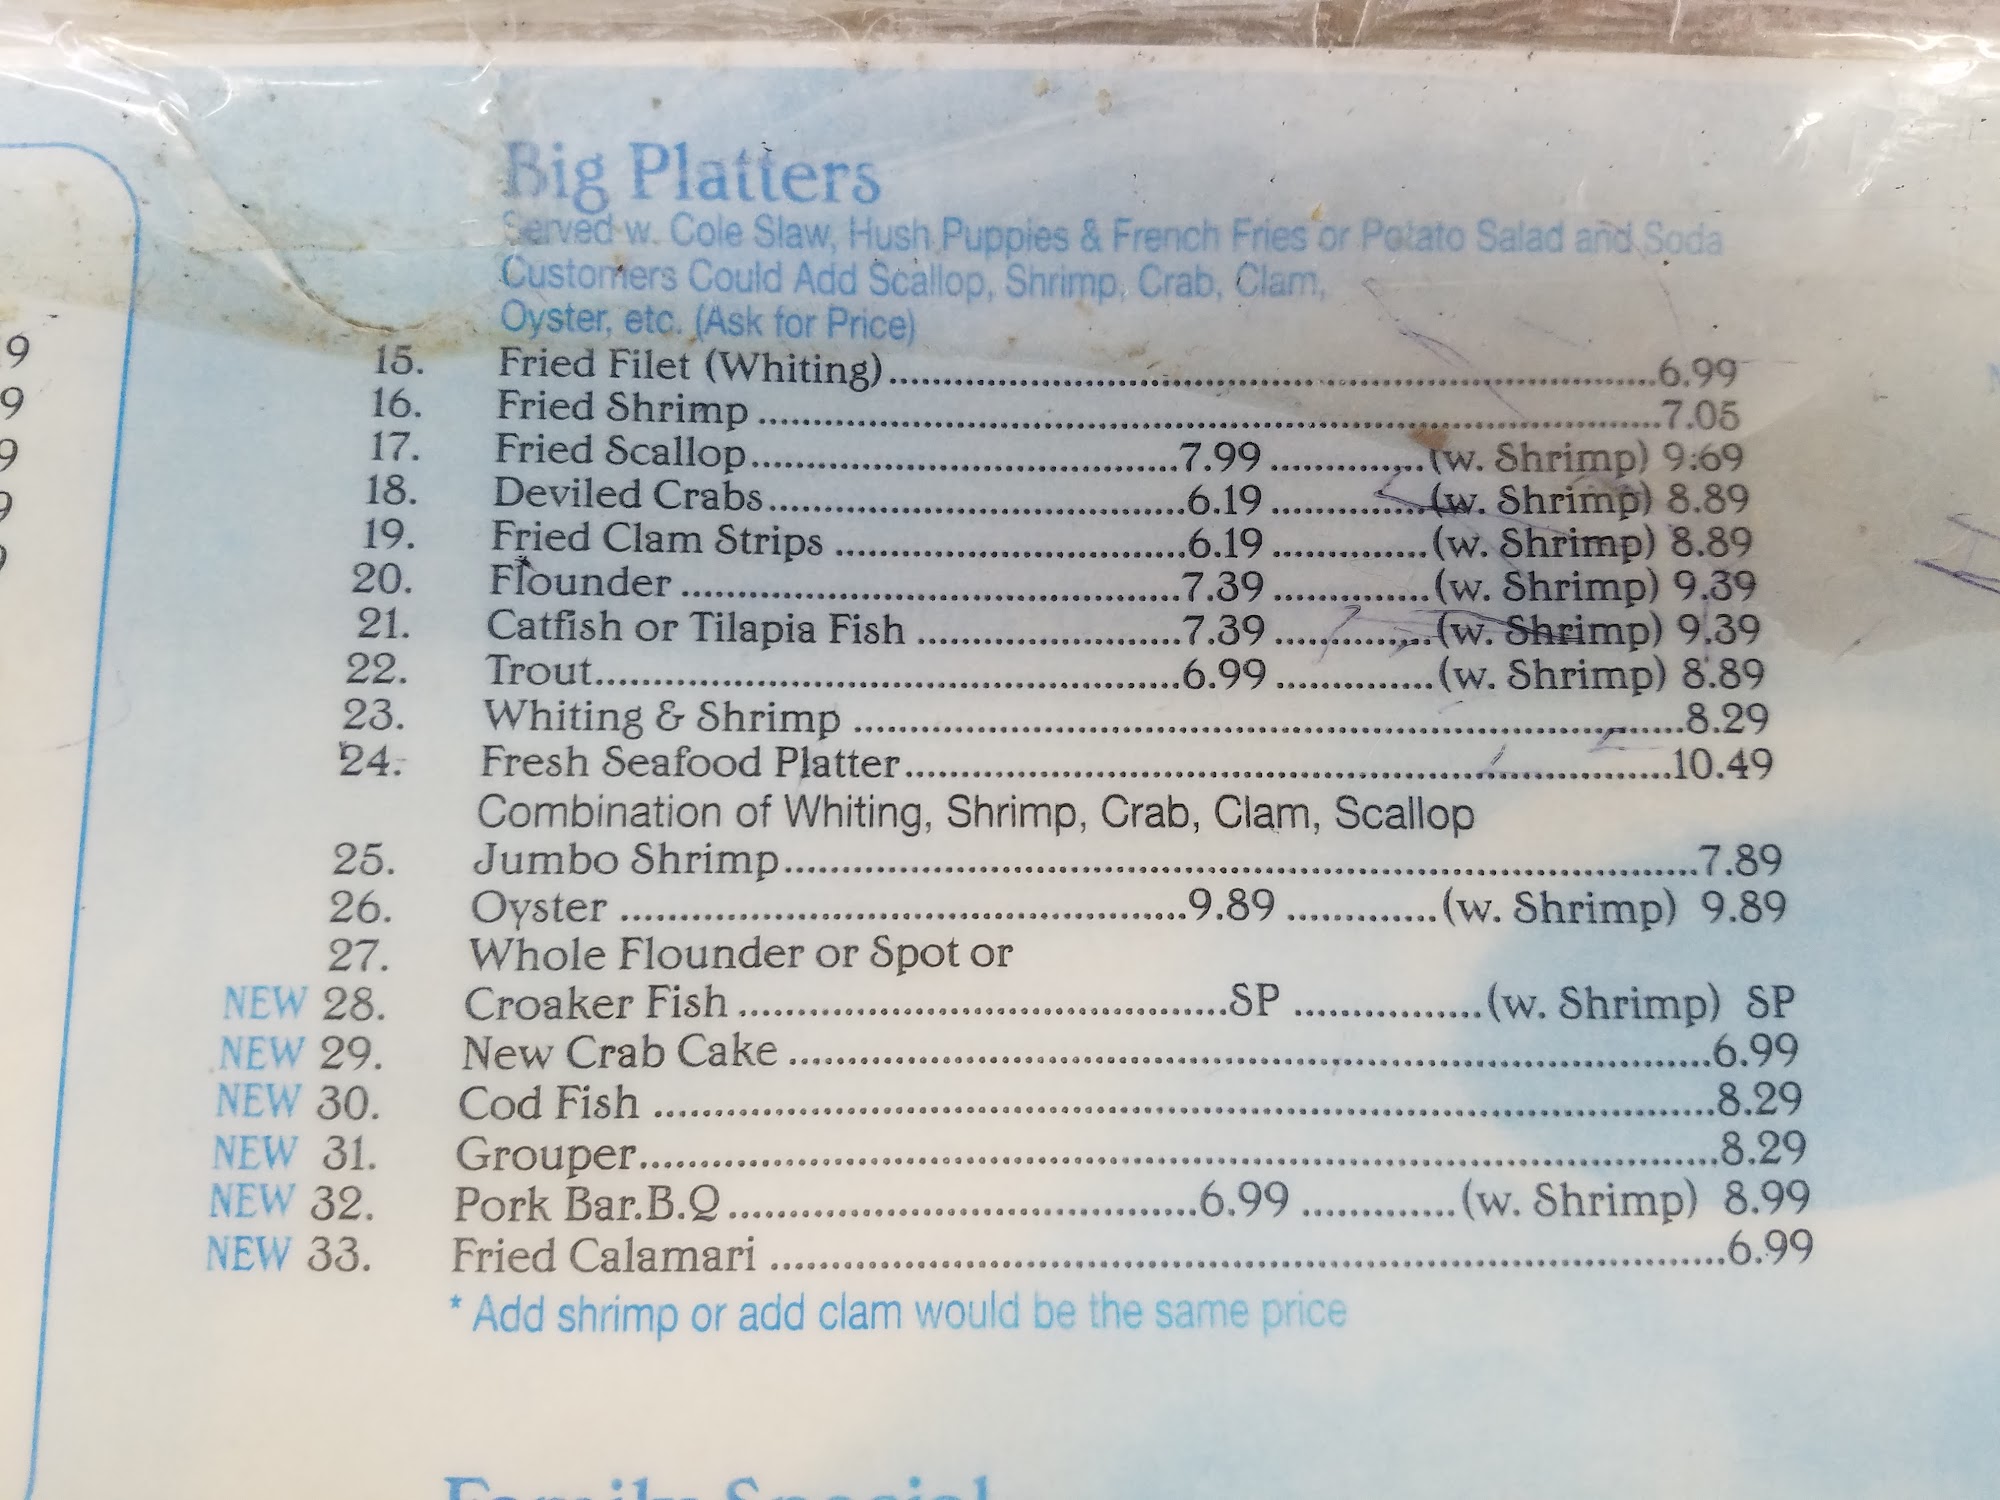 Big Platters
Served w. Cole Slaw, Hush Puppies & French Fries or Potato Salad and Soda
Customers Could Add Scallop, Shrimp, Crab, Clam,
Oyster, etc. (Ask for Price)
15. Fried Filet (Whiting) 6.99
16. Fried Shrimp 7.05
17. Fried Scallop 7.99 (w. Shrimp) 9:69
18. Deviled Crabs 6.19 (w. Shrimp) 8.89
19. Fried Clam Strips 6.19 (w. Shrimp) 8.89
20. Flounder 7.39 (w. Shrimp) 9.39
21. Catfish or Tilapia Fish 7.39 (w. Shrimp) 9.39
22. Trout 6.99 (w. Shrimp) 8.89
23. Whiting & Shrimp 8.29
24. Fresh Seafood Platter 10.49
Combination of Whiting, Shrimp, Crab, Clam, Scallop
25. Jumbo Shrimp 7.89
26. Oyster 9.89 (w. Shrimp) 9.89
27. Whole Flounder or Spot or
NEW 28. Croaker Fish SP (w. Shrimp) SP
NEW 29. New Crab Cake 6.99
NEW 30. Cod Fish 8.29
NEW 31. Grouper 8.29
NEW 32. Pork Bar.B.Q 6.99 (w. Shrimp) 8.99
NEW 33. Fried Calamari 6.99
* Add shrimp or add clam would be the same price
Family Special